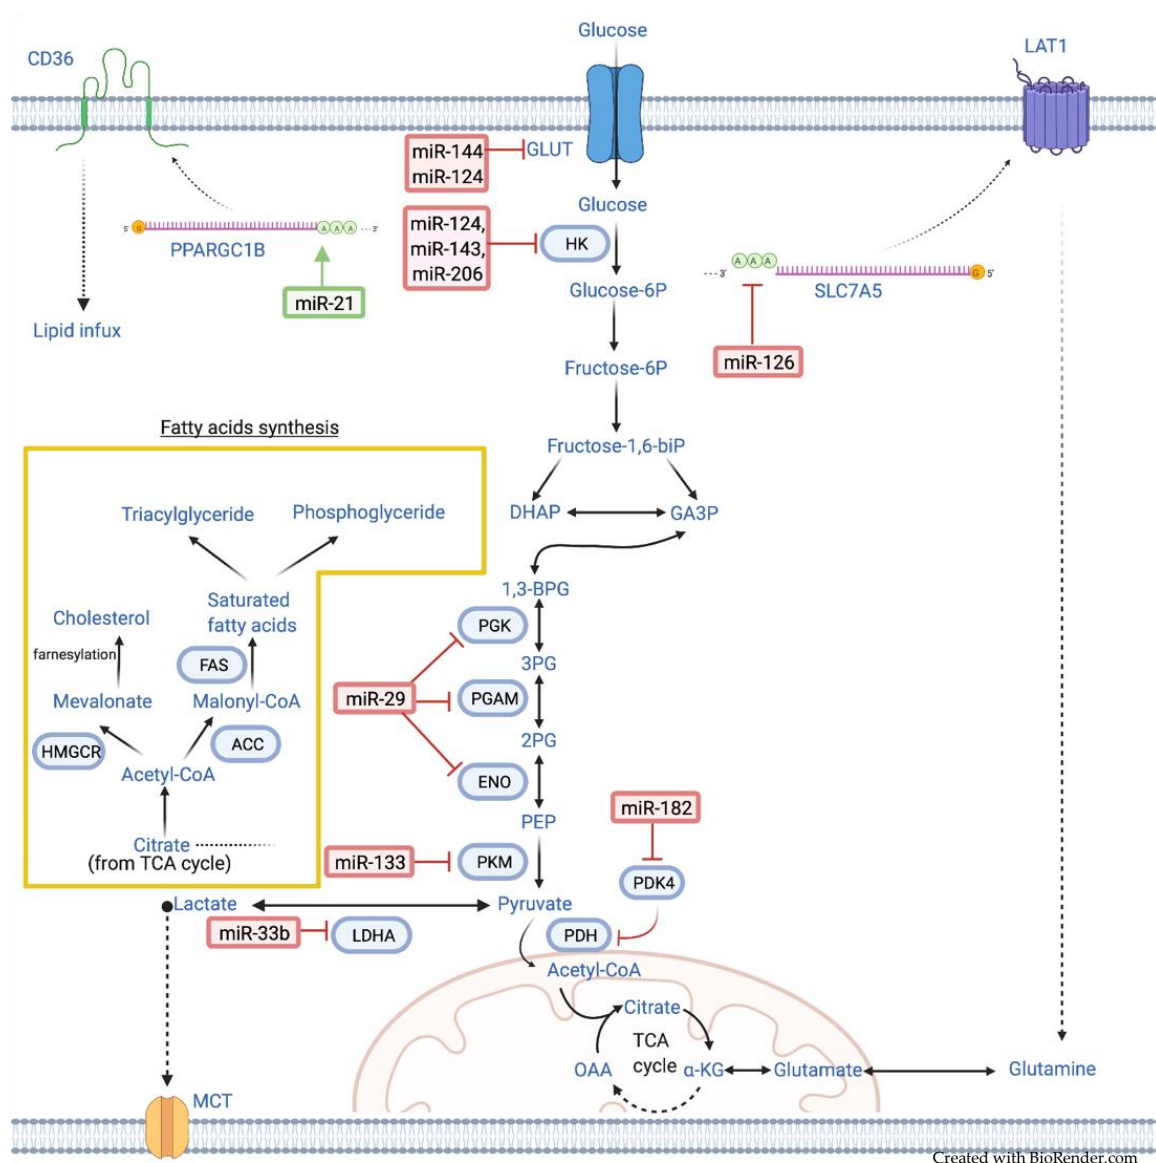 Glucose
CD36
LAT1
miR-144
miR-124
GLUT
Glucose
miR-124,
miR-143,
miR-206
HK
5'
G
A A A
3'
PPARGC1B
miR-21
3'
A A A
G
5'
SLC7A5
Glucose-6P
Lipid infux
miR-126
Fructose-6P
Fatty acids synthesis
Fructose-1,6-biP
Triacylglyceride
Phosphoglyceride
DHAP
GA3P
1,3-BPG
Cholesterol
Saturated
fatty acids
PGK
farnesylation
FAS
3PG
Mevalonate
Malonyl-CoA
miR-29
PGAM
HMGCR
ACC
2PG
Acetyl-CoA
ENO
miR-182
PEP
Citrate
(from TCA cycle)
miR-133
PKM
PDK4
Lactate
Pyruvate
miR-33b
LDHA
PDH
Acetyl-CoA
Citrate
TCA
cycle
OAA
α-KG
Glutamate
Glutamine
MCT
Created with BioRender.com